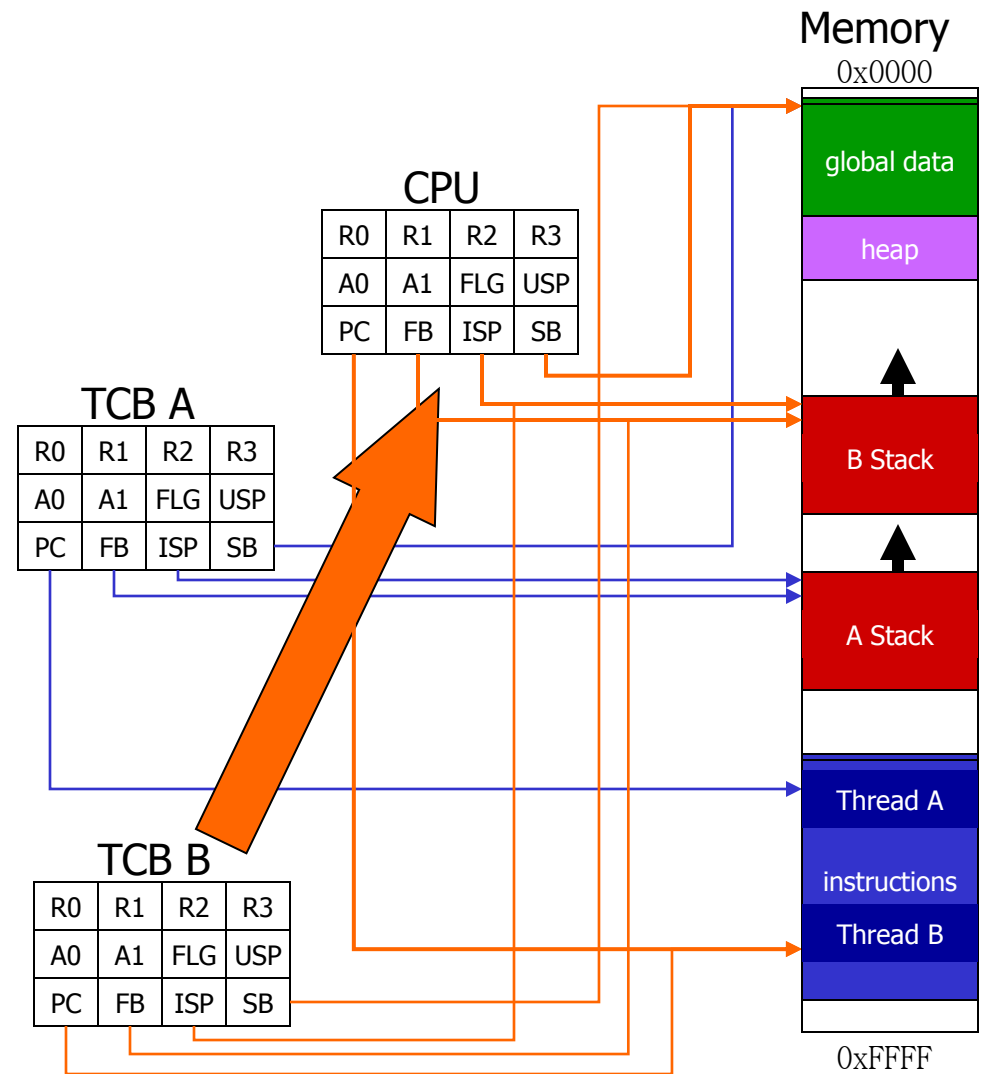 Memory
0x0000
global data
heap
CPU
R0 R1 R2 R3
A0 A1 FLG USP
PC FB ISP SB
TCB A
R0 R1 R2 R3
A0 A1 FLG USP
PC FB ISP SB
B Stack
A Stack
Thread A
instructions
Thread B
TCB B
R0 R1 R2 R3
A0 A1 FLG USP
PC FB ISP SB
0xFFFF